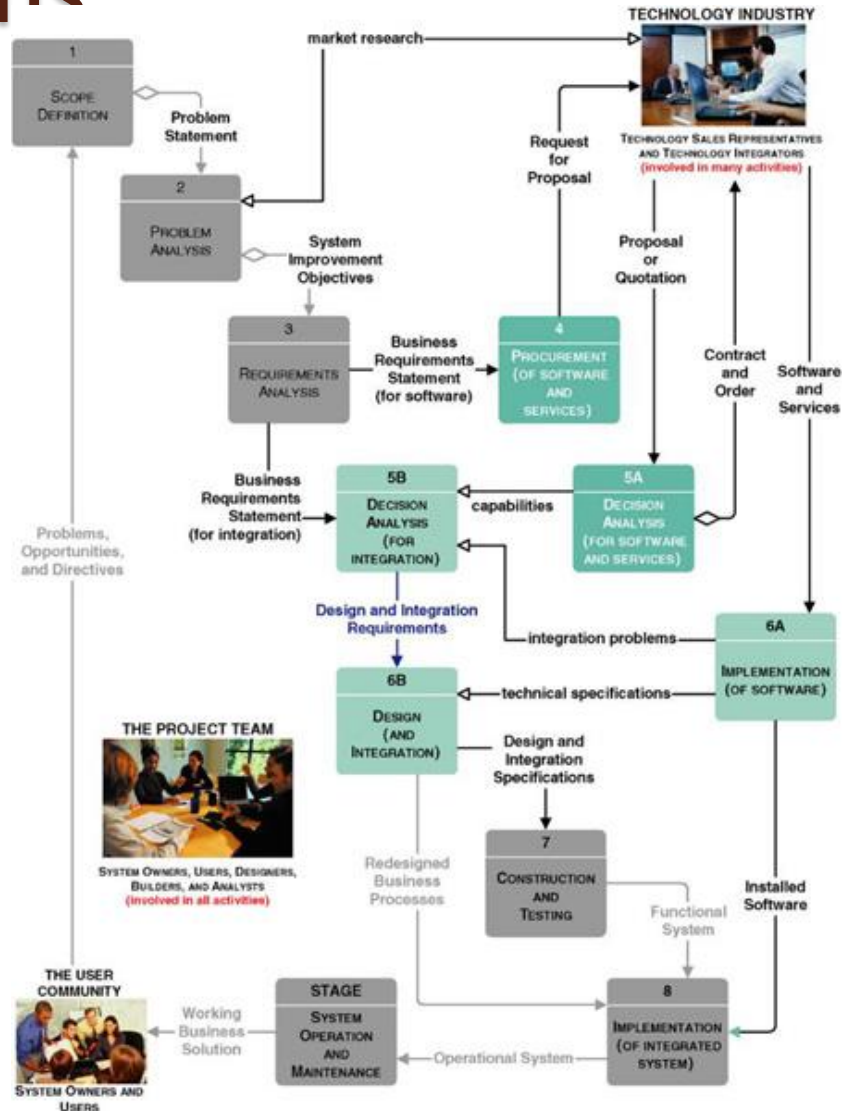 TECHNOLOGY INDUSTRY
market research
1
SCOPE
DEFINITION
Problem
Statement
Request
for
Proposal
TECHNOLOGY SALES REPRESENTATIVES
AND TECHNOLOGY INTEGRATORS
(involved in many activities)
2
PROBLEM
ANALYSIS
System
Improvement
Objectives
Proposal
or
Quotation
3
REQUIREMENTS
ANALYSIS
Business
Requirements
Statement
(for software)
4
PROCUREMENT
(OF SOFTWARE
AND
SERVICES)
Contract
and
Order
Software
and
Services
Business
Requirements
Statement
(for integration)
5B
DECISION
ANALYSIS
(FOR
INTEGRATION)
capabilities
5A
DECISION
ANALYSIS
(FOR SOFTWARE
AND SERVICES)
Problems,
Opportunities,
and Directives
Design and Integration
Requirements
integration problems
6A
IMPLEMENTATION
(OF SOFTWARE)
6B
DESIGN
(AND
INTEGRATION)
technical specifications
THE PROJECT TEAM
SYSTEM OWNERS, USERS, DESIGNERS,
BUILDERS, AND ANALYSTS
(involved in all activities)
Design and
Integration
Specifications
7
CONSTRUCTION
AND
TESTING
Redesigned
Business
Processes
Functional
System
Installed
Software
THE USER
COMMUNITY
SYSTEM OWNERS AND
USERS
Working
Business
Solution
STAGE
SYSTEM
OPERATION
AND
MAINTENANCE
Operational System
8
IMPLEMENTATION
(OF INTEGRATED
SYSTEM)